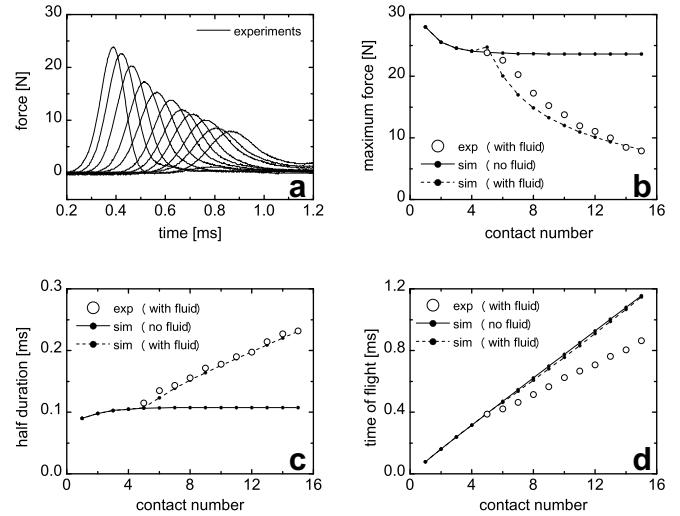 40
experiments
30
20
10
0
force [N]
0.2 0.4 0.6 0.8 1.0 1.2
time [ms]
a
30
20
10
0
maximum force [N]
exp ( with fluid)
sim ( no fluid)
sim ( with fluid)
0 4 8 12 16
contact number
b
0.3
0.2
0.1
0.0
half duration [ms]
exp ( with fluid)
sim ( no fluid)
sim ( with fluid)
0 4 8 12 16
contact number
c
1.2
0.8
0.4
0.0
time of flight [ms]
exp ( with fluid)
sim ( no fluid)
sim ( with fluid)
0 4 8 12 16
contact number
d